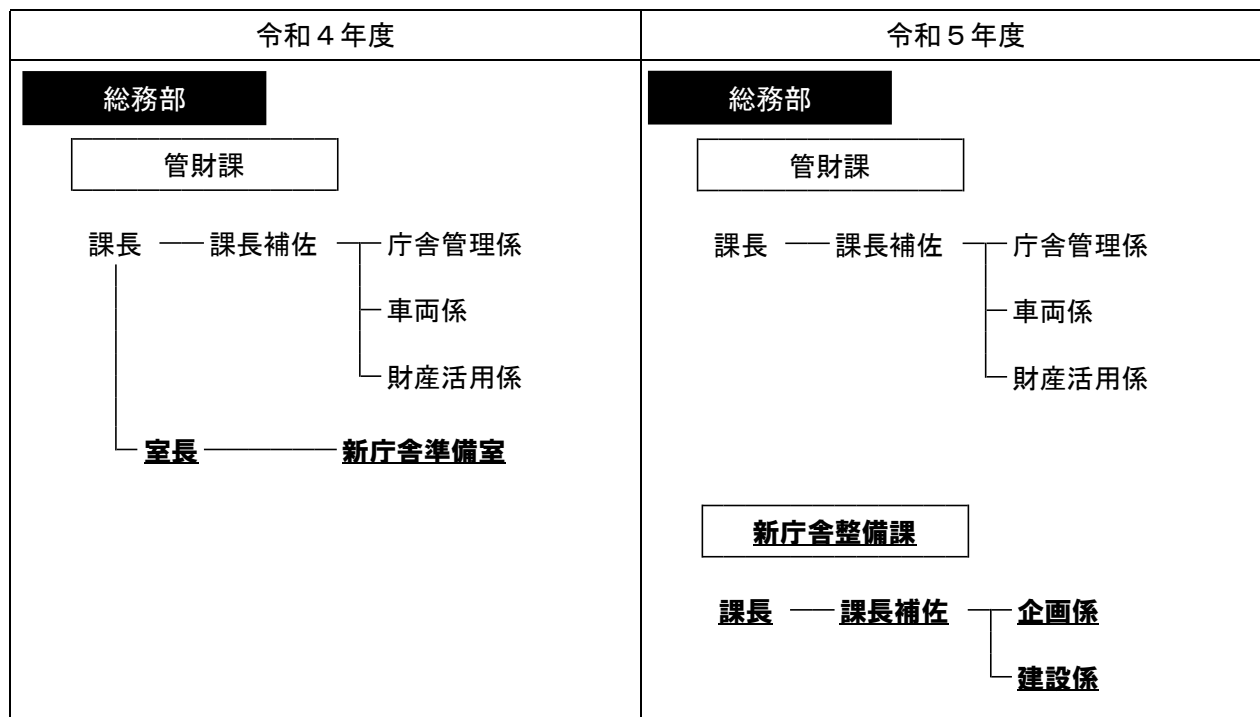 令和４年度
総務部
管財課
課長 課長補佐 庁舎管理係
車両係
財産活用係
室長 新庁舎準備室
令和５年度
総務部
管財課
課長 課長補佐 庁舎管理係
車両係
財産活用係
新庁舎整備課
課長 課長補佐 企画係
建設係